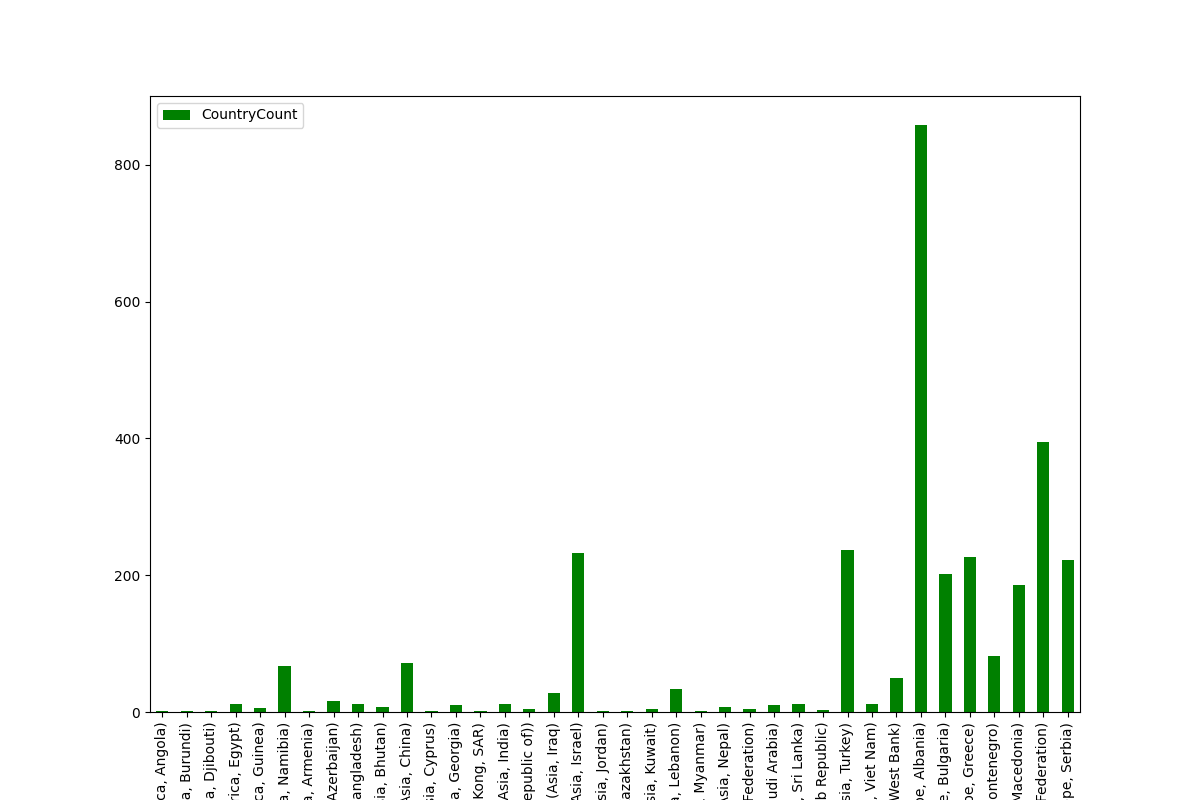 CountryCount
800
600
400
200
0
ca, Angola)
a, Burundi)
a, Djibouti)
rica, Egypt)
ca, Guinea)
a, Namibia)
a, Armenia)
Azerbaijan)
angladesh)
ia, Bhutan)
Asia, China)
sia, Cyprus)
a, Georgia)
Kong, SAR)
Asia, India)
epublic of))
(Asia, Iraq)
Asia, Israel)
sia, Jordan)
azakhstan)
sia, Kuwait)
a, Lebanon)
, Myanmar)
Asia, Nepal)
Federation)
udi Arabia)
, Sri Lanka)
b Republic)
sia, Turkey)
, Viet Nam)
West Bank)
pe, Albania)
e, Bulgaria)
pe, Greece)
ontenegro)
Macedonia)
Federation)
pe, Serbia)